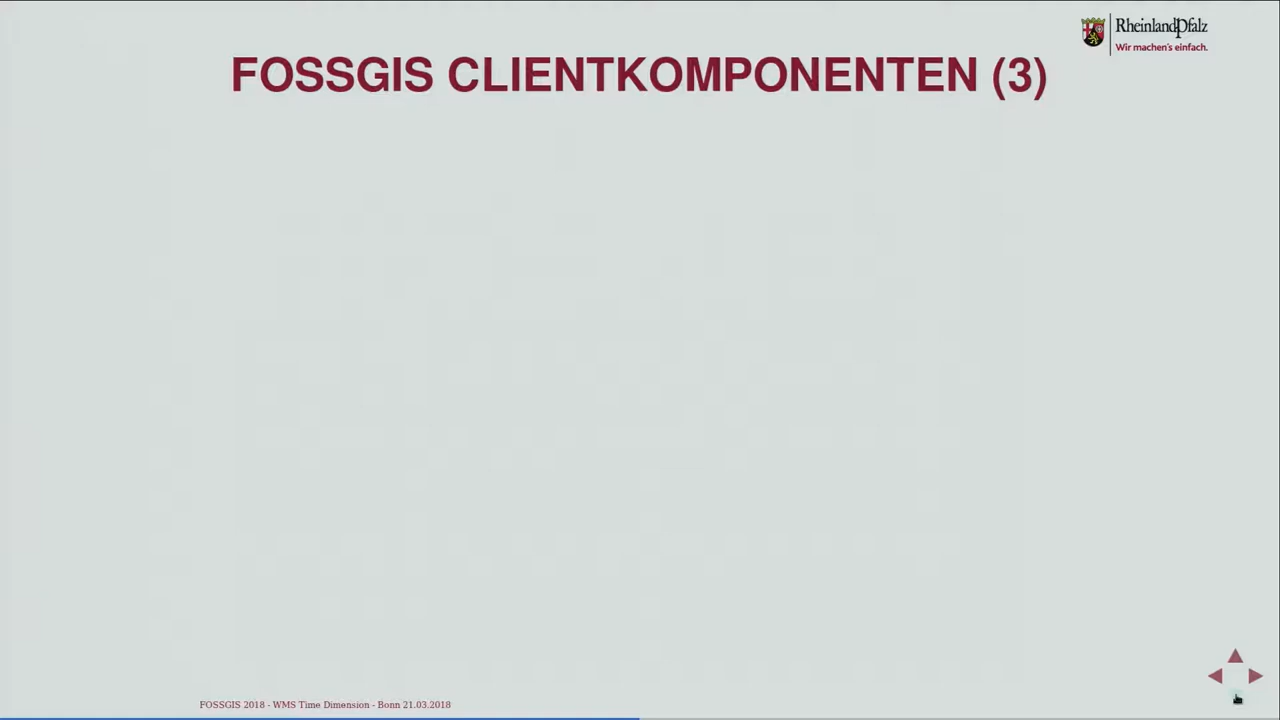 RheinlandPfalz
Wir machen's einfach.
FOSSGIS CLIENTKOMPONENTEN (3)
FOSSGIS 2018 - WMS Time Dimension - Bonn 21.03.2018